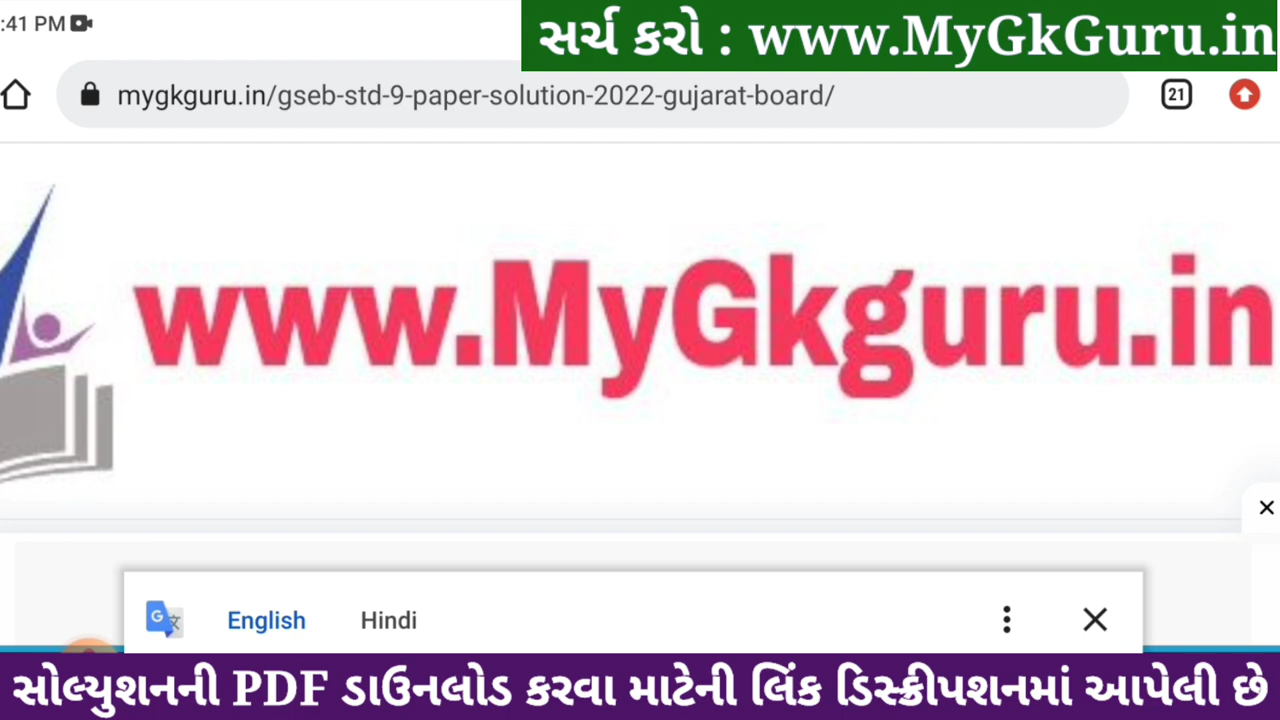 :41 PM
સર્ચ કરો : www.MyGkGuru.in
mygkguru.in/gseb-std-9-paper-solution-2022-gujarat-board/
21
www.MyGkguru.in
G 文
English Hindi
સોલ્યુશનની PDF ડાઉનલોડ કરવા માટેની લિંક ડિસ્ક્રીપશનમાં આપેલી છે